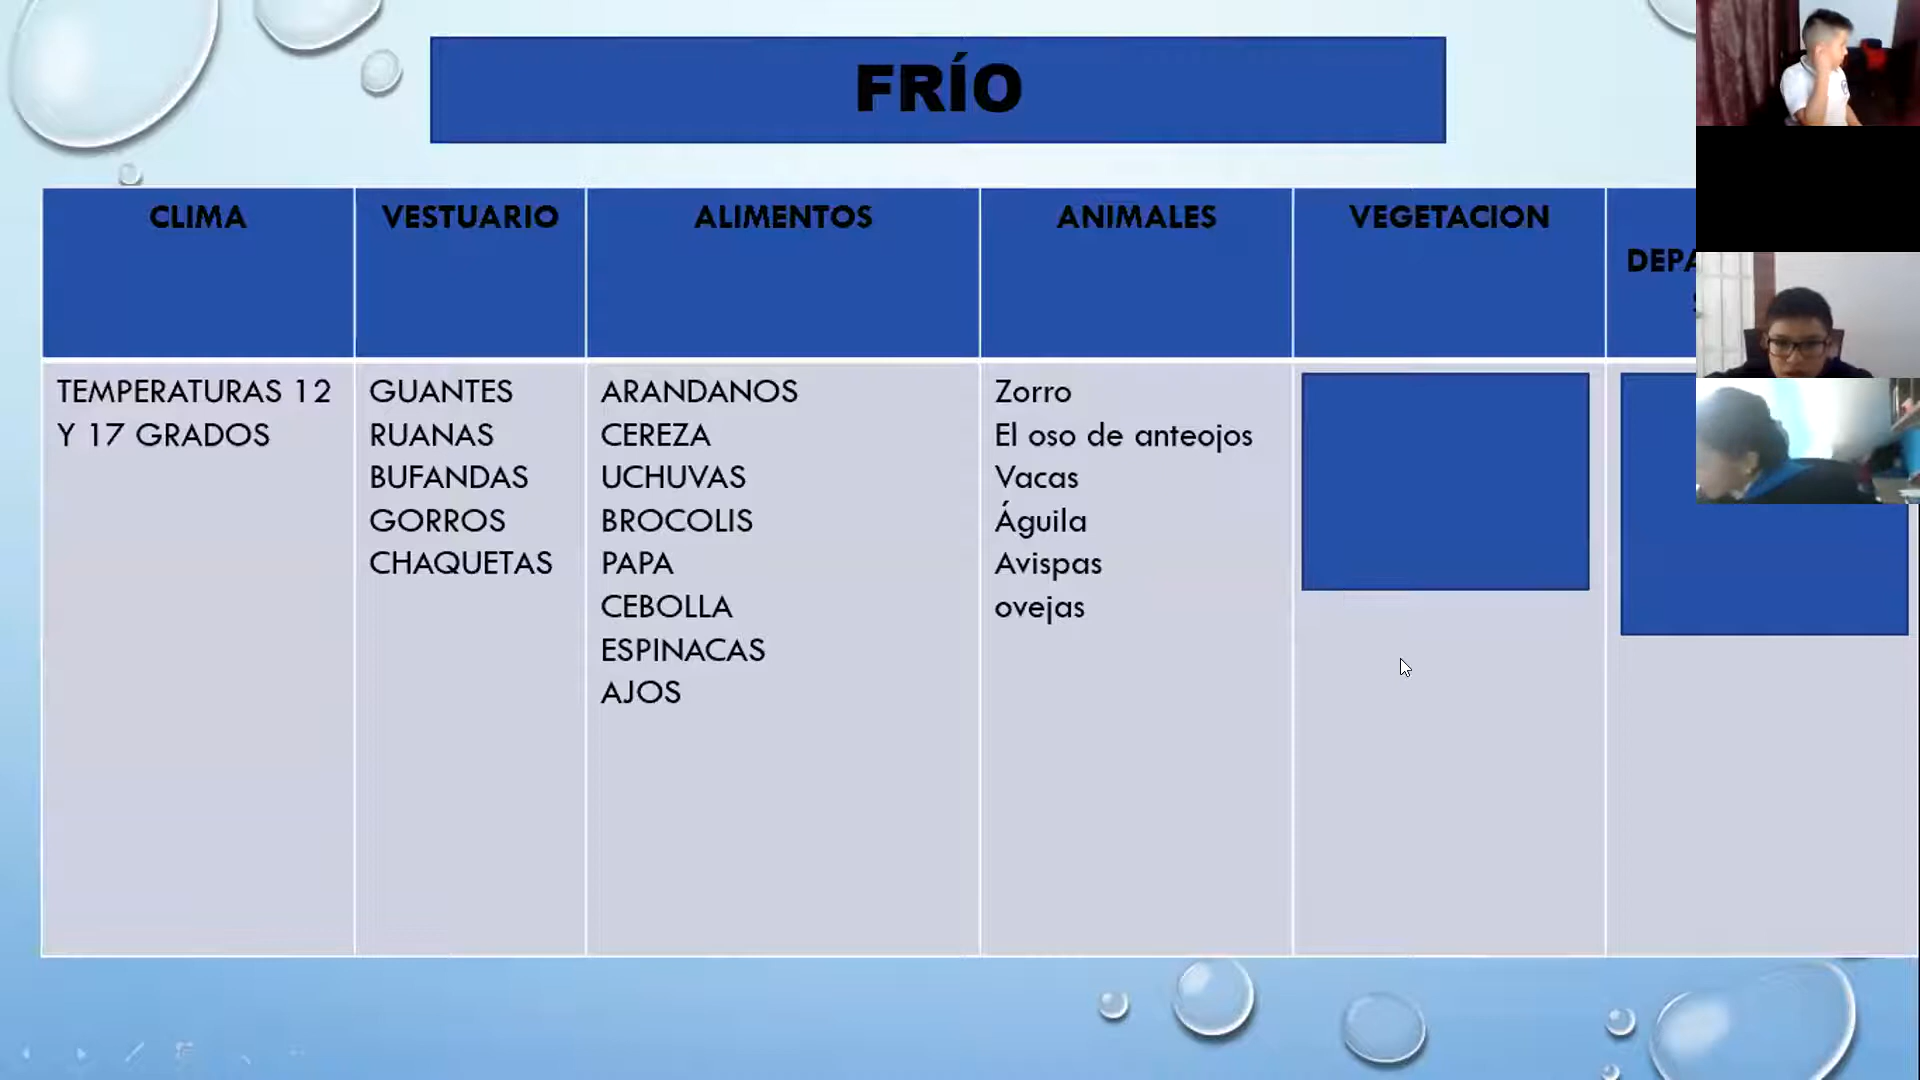 FRÍO
CLIMA
VESTUARIO
ALIMENTOS
ANIMALES
VEGETACION
TEMPERATURAS 12
Y 17 GRADOS
GUANTES
RUANAS
BUFANDAS
GORROS
CHAQUETAS
ARANDANOS
CEREZA
UCHUVAS
BROCOLIS
PAPA
CEBOLLA
ESPINACAS
AJOS
Zorro
El oso de anteojos
Vacas
Águila
Avispas
ovejas